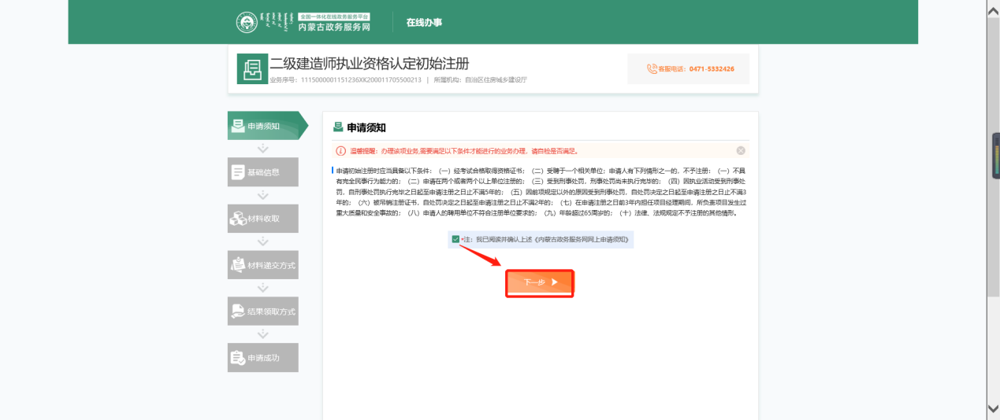 全国一体化在线政务服务平台
内蒙古政务服务网
在线办事
二级建造师执业资格认定初始注册
业务序号：1115000001151236XK200011705500213 | 所属机构：自治区住房城乡建设厅
客服电话：0471-5332426
申请须知
基础信息
材料收取
材料递交方式
结果领取方式
申请成功
申请须知
温馨提醒：办理该项业务,需要满足以下条件才能进行的业务办理，请自检是否满足。
申请初始注册时应当具备以下条件：（一）经考试合格取得资格证书；（二）受聘于一个相关单位；申请人有下列情形之一的，不予注册：（一）不具
有完全民事行为能力的；（二）申请在两个或者两个以上单位注册的；（三）受到刑事处罚，刑事处罚尚未执行完毕的；（四）因执业活动受到刑事处
罚，自刑事处罚执行完毕之日起至申请注册之日止不满5年的；（五）因前项规定以外的原因受到刑事处罚，自处罚决定之日起至申请注册之日止不满3
年的；（六）被吊销注册证书，自处罚决定之日起至申请注册之日止不满2年的；（七）在申请注册之日前3年内担任项目经理期间，所负责项目发生过
重大质量和安全事故的；（八）申请人的聘用单位不符合注册单位要求的；（九）年龄超过65周岁的；（十）法律、法规规定不予注册的其他情形。
*注：我已阅读并确认上述《内蒙古政务服务网网上申请须知》
下一步